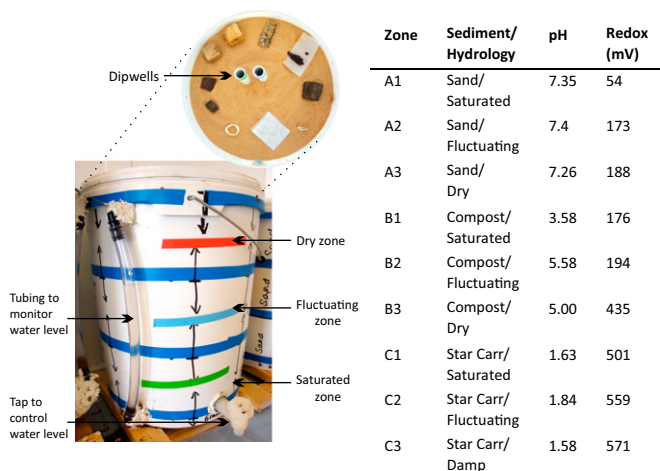 Dipwells
Dry zone
Tubing to
monitor
water level
Fluctuating
zone
Saturated
zone
Tap to
control
water level
Sand
Sand
Sand
Zone Sediment/ Hydrology pH Redox (mV)
A1 Sand/ Saturated 7.35 54
A2 Sand/ Fluctuating 7.4 173
A3 Sand/ Dry 7.26 188
B1 Compost/ Saturated 3.58 176
B2 Compost/ Fluctuating 5.58 194
B3 Compost/ Dry 5.00 435
C1 Star Carr/ Saturated 1.63 501
C2 Star Carr/ Fluctuating 1.84 559
C3 Star Carr/ Damp 1.58 571